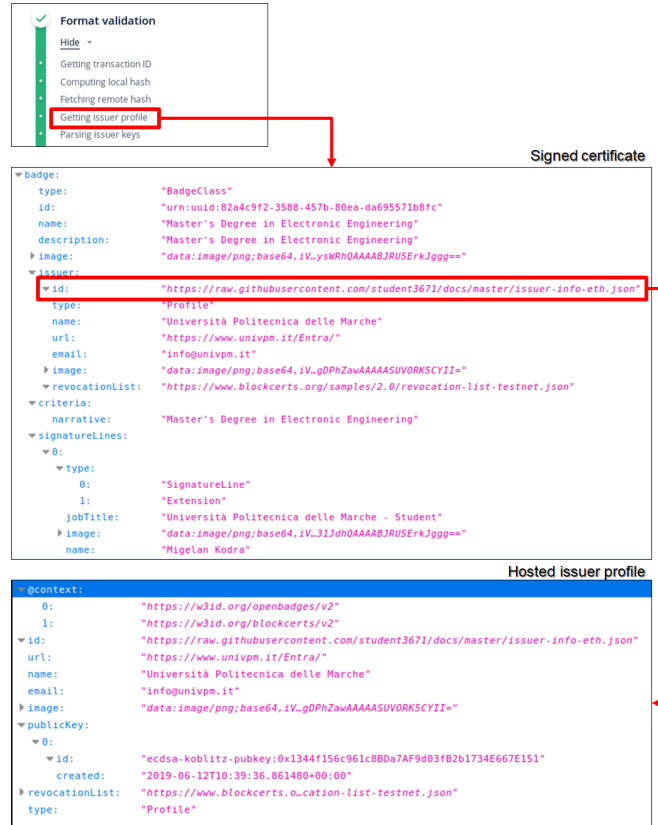 Format validation
Hide
Getting transaction ID
Computing local hash
Fetching remote hash
Getting issuer profile
Parsing issuer keys
Signed certificate
badge:
type: "BadgeClass"
id: "urn:uuid:82a4c9f2-3588-457b-80ea-da695571b8fc"
name: "Master's Degree in Electronic Engineering"
description: "Master's Degree in Electronic Engineering"
image: "data:image/png;base64,iV…ysWRhQAAAABJRU5ErkJggg=="
issuer:
id: "https://raw.githubusercontent.com/student3671/docs/master/issuer-info-eth.json"
type: "Profile"
name: "Università Politecnica delle Marche"
url: "https://www.univpm.it/Entra/"
email: "info@univpm.it"
image: "data:image/png;base64,iV…gDPhZawAAAAASUVORK5CYII="
revocationList: "https://www.blockcerts.org/samples/2.0/revocation-list-testnet.json"
criteria:
narrative: "Master's Degree in Electronic Engineering"
signatureLines:
0:
type:
0: "SignatureLine"
1: "Extension"
jobTitle: "Università Politecnica delle Marche - Student"
image: "data:image/png;base64,iV…31JdhQAAAABJRU5ErkJggg=="
name: "Migelan Kodra"
Hosted issuer profile
@context:
0: "https://w3id.org/openbadges/v2"
1: "https://w3id.org/blockcerts/v2"
id: "https://raw.githubusercontent.com/student3671/docs/master/issuer-info-eth.json"
url: "https://www.univpm.it/Entra/"
name: "Università Politecnica delle Marche"
email: "info@univpm.it"
image: "data:image/png;base64,iV…gDPhZawAAAAASUVORK5CYII="
publicKey:
0:
id: "ecdsa-koblitz-pubkey:0x1344f156c961c8BDa7AF9d03fB2b1734E667E151"
created: "2019-06-12T10:39:36.861480+00:00"
revocationList: "https://www.blockcerts.o…cation-list-testnet.json"
type: "Profile"